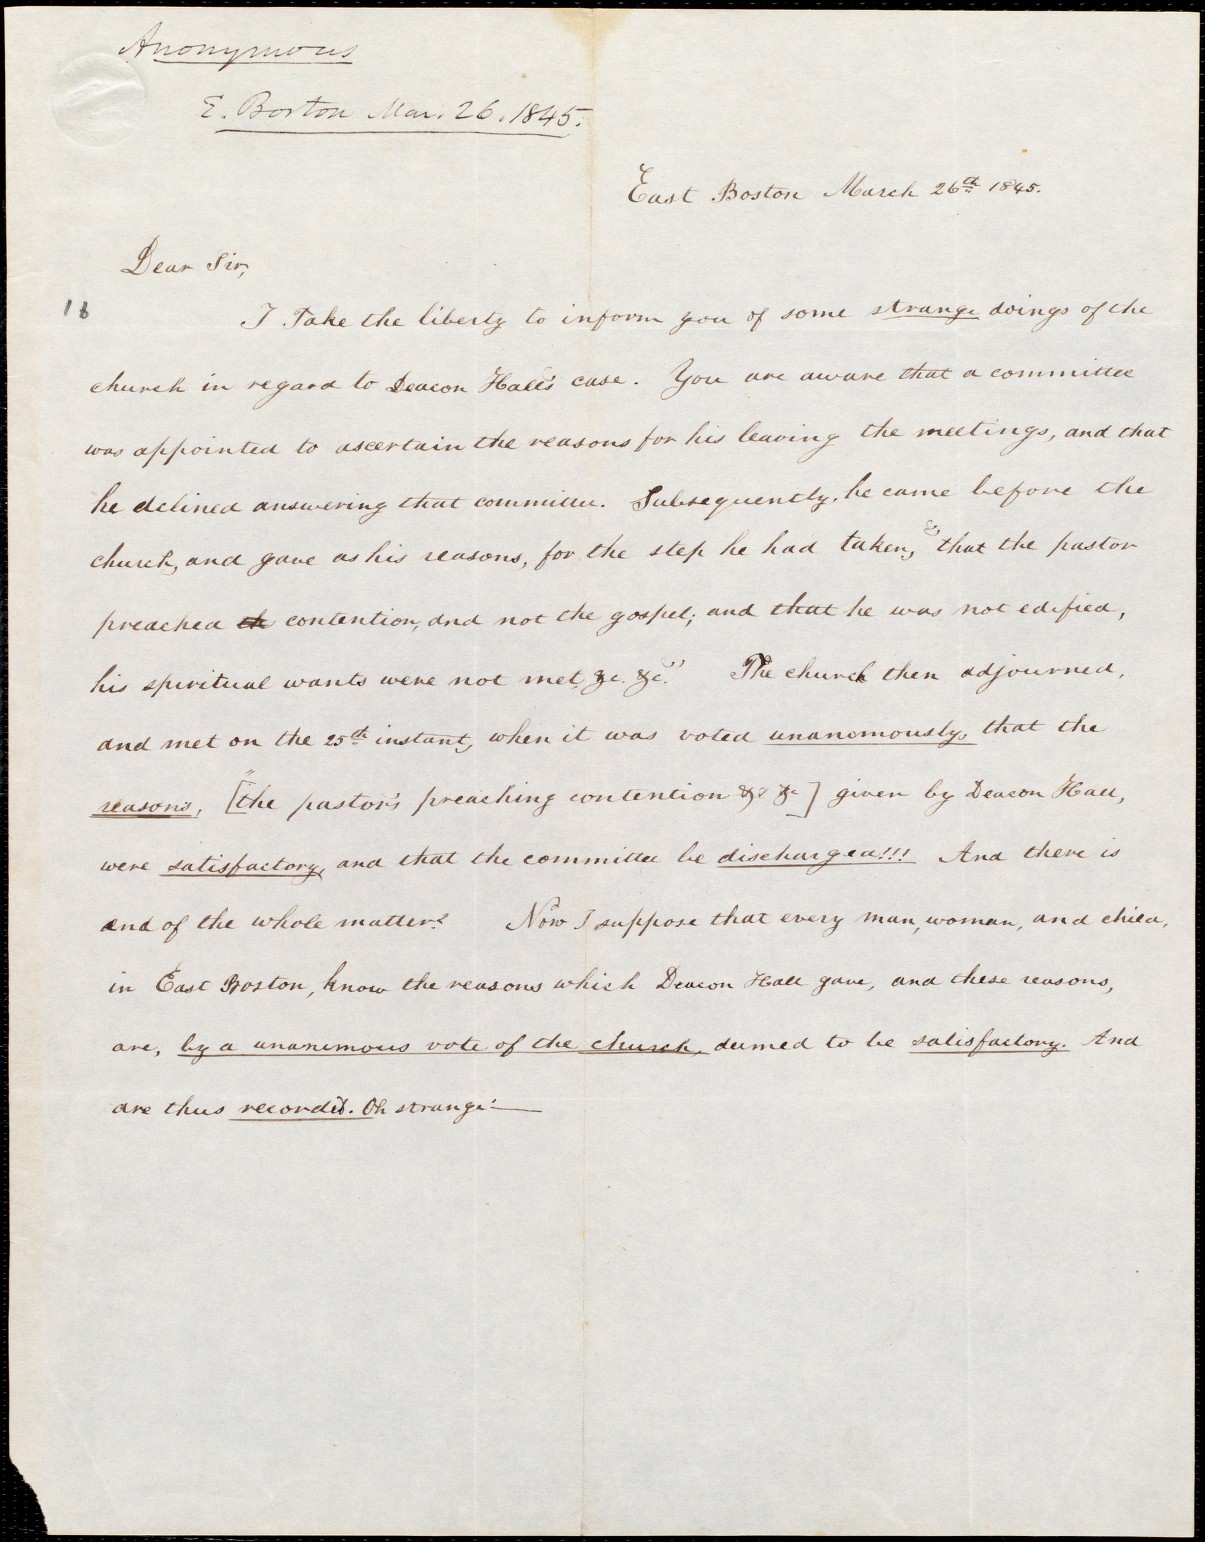 Anonymous
E. Boston Mar. 26. 1845.
East Boston March 26th 1845.
Dear Sir,
I Take the liberty to inform you of some strange doings of the
church in regard to Deacon Hall's case. You are aware that a committee
was appointed to ascertain the reasons for his leaving the meetings, and that
he delined answering that committee. Subsequently, he came before the
church, and gave as his reasons, for the step he had taken, "that the pastor
preached th contention, and not the gospel; and that he was not edified,
his spiritual wants were not met, &c. &c." The church then adjourned,
and met on the 25th instant, when it was voted unanomously, that the
reasons, ["the pastor's preaching contention &c &c] given by Deacon Hall,
were satisfactory, and that the committee be discharged!!! And there is
end of the whole matter? Now I suppose that every man, woman, and child,
in East Boston, know the reasons which Deacon Hall gave, and these reasons,
are, by a unanimous vote of the church, deemed to be satisfactory. And
are thus recorded. Oh strange!